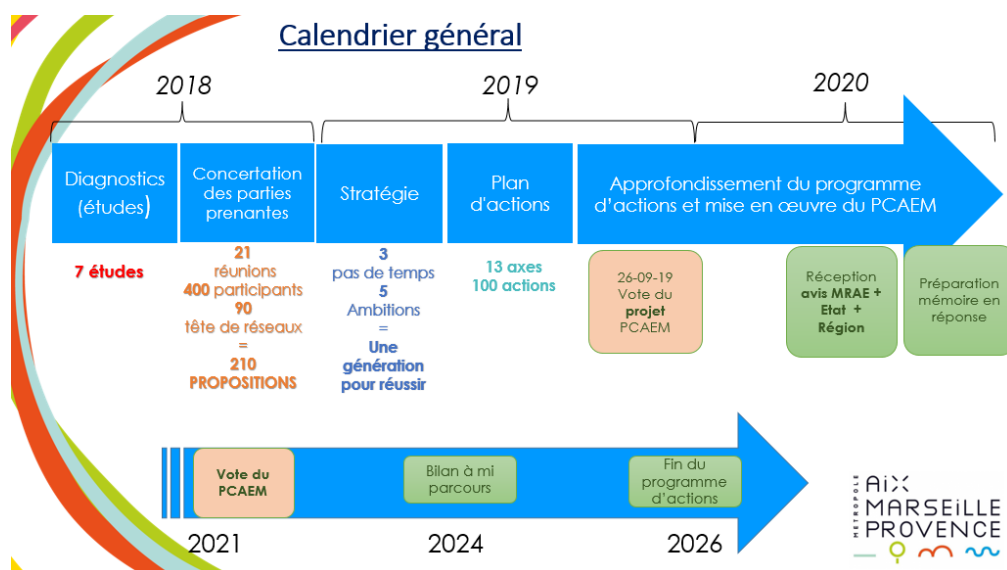 Calendrier général
2018
2019
2020
Diagnostics
(études)
Concertation
des parties
prenantes
Stratégie
Plan
d'actions
Approfondissement du programme
d'actions et mise en œuvre du PCAEM
7 études
21
réunions
400 participants
90
tête de réseaux
=
210
PROPOSITIONS
3
pas de temps
5
Ambitions
=
Une
génération
pour réussir
13 axes
100 actions
26-09-19
Vote du
projet
PCAEM
Réception
avis MRAE +
Etat +
Région
Préparation
mémoire en
réponse
Vote du
PCAEM
Bilan à mi
parcours
Fin du
programme
d'actions
2021
2024
2026
METROPOLE
AIX
MARSEILLE
PROVENCE